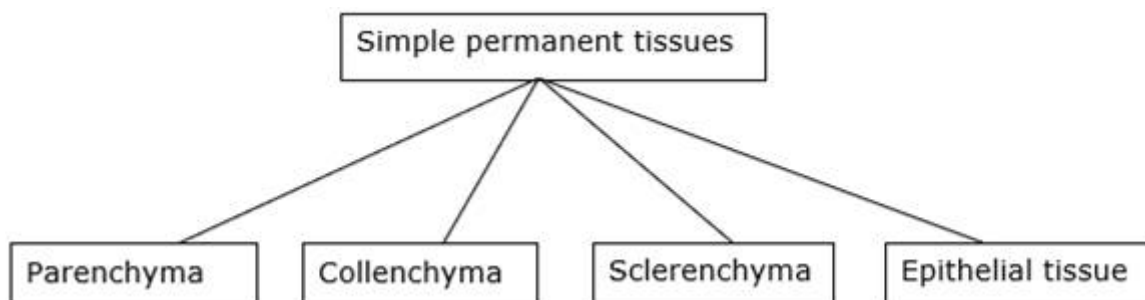 Simple permanent tissues
Parenchyma
Collenchyma
Sclerenchyma
Epithelial tissue